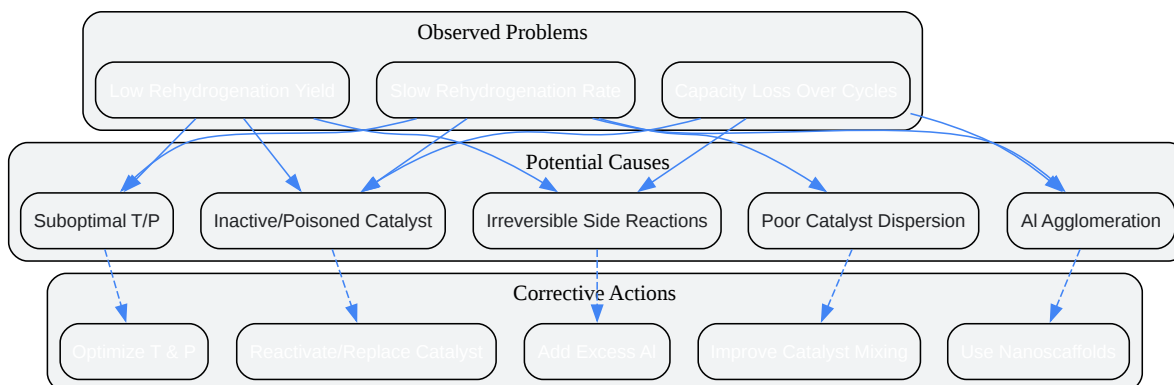 Observed Problems
Low Rehydrogenation Yield
Slow Rehydrogenation Rate
Capacity Loss Over Cycles
Potential Causes
Suboptimal T/P
Inactive/Poisoned Catalyst
Irreversible Side Reactions
Poor Catalyst Dispersion
Al Agglomeration
Corrective Actions
Optimize T & P
Reactivate/Replace Catalyst
Add Excess Al
Improve Catalyst Mixing
Use Nanoscaffolds